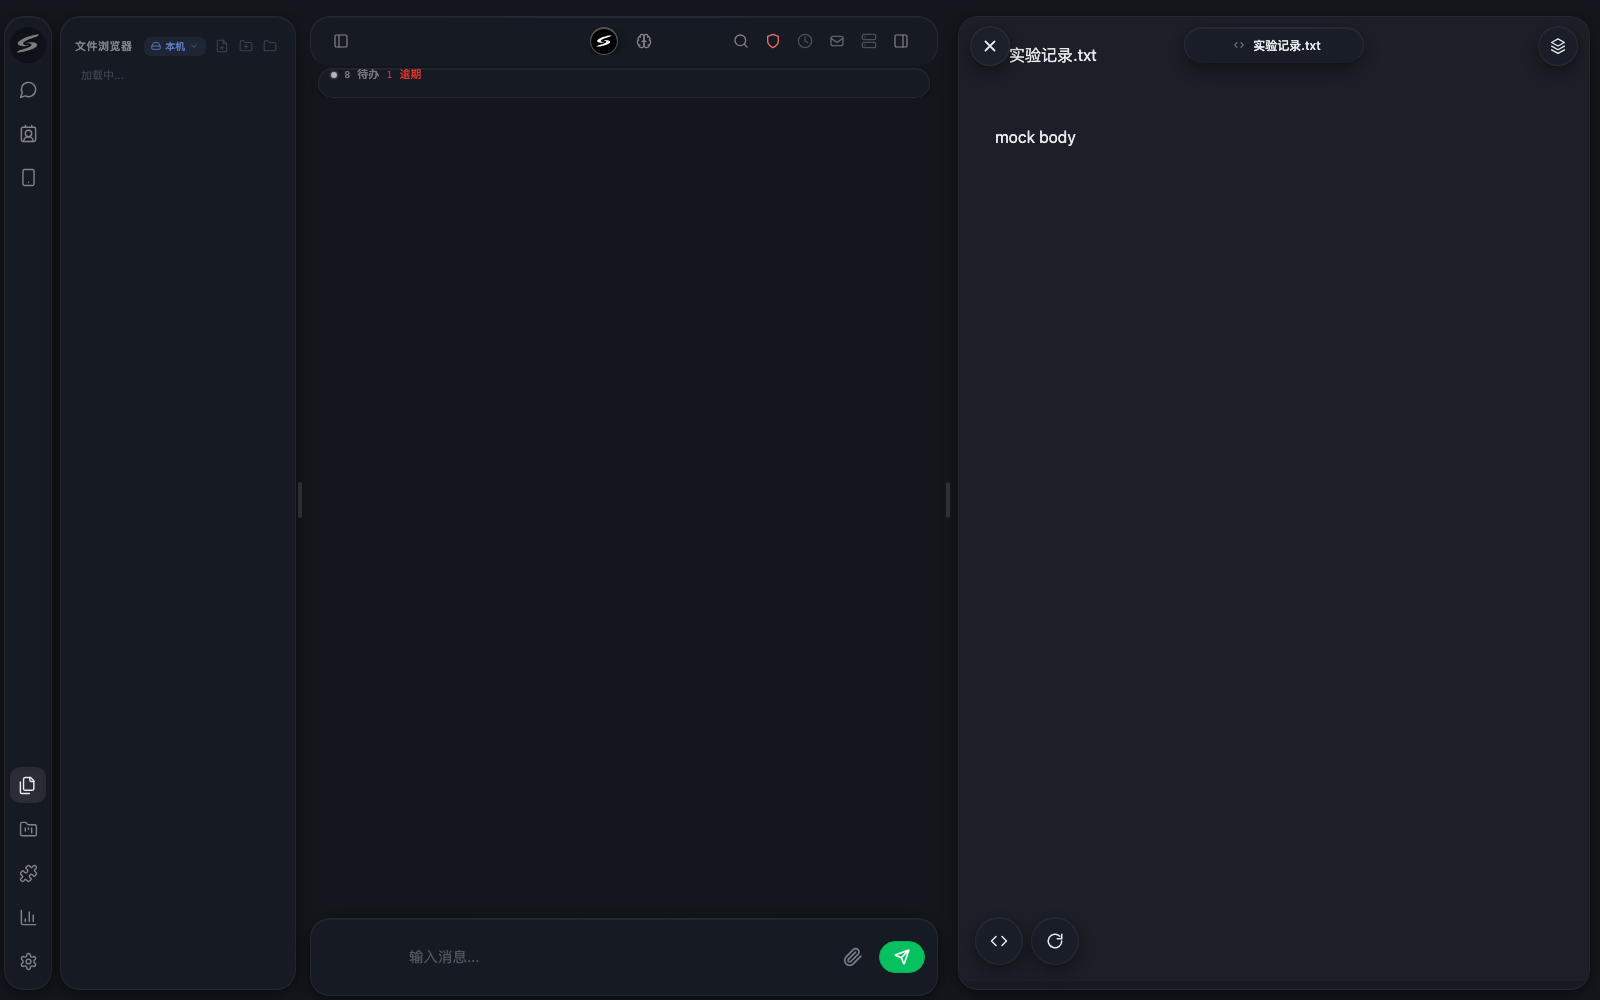 文件浏览器
本机
加载中...
8 待办 1 逾期
输入消息...
实验记录.txt
实验记录.txt
mock body